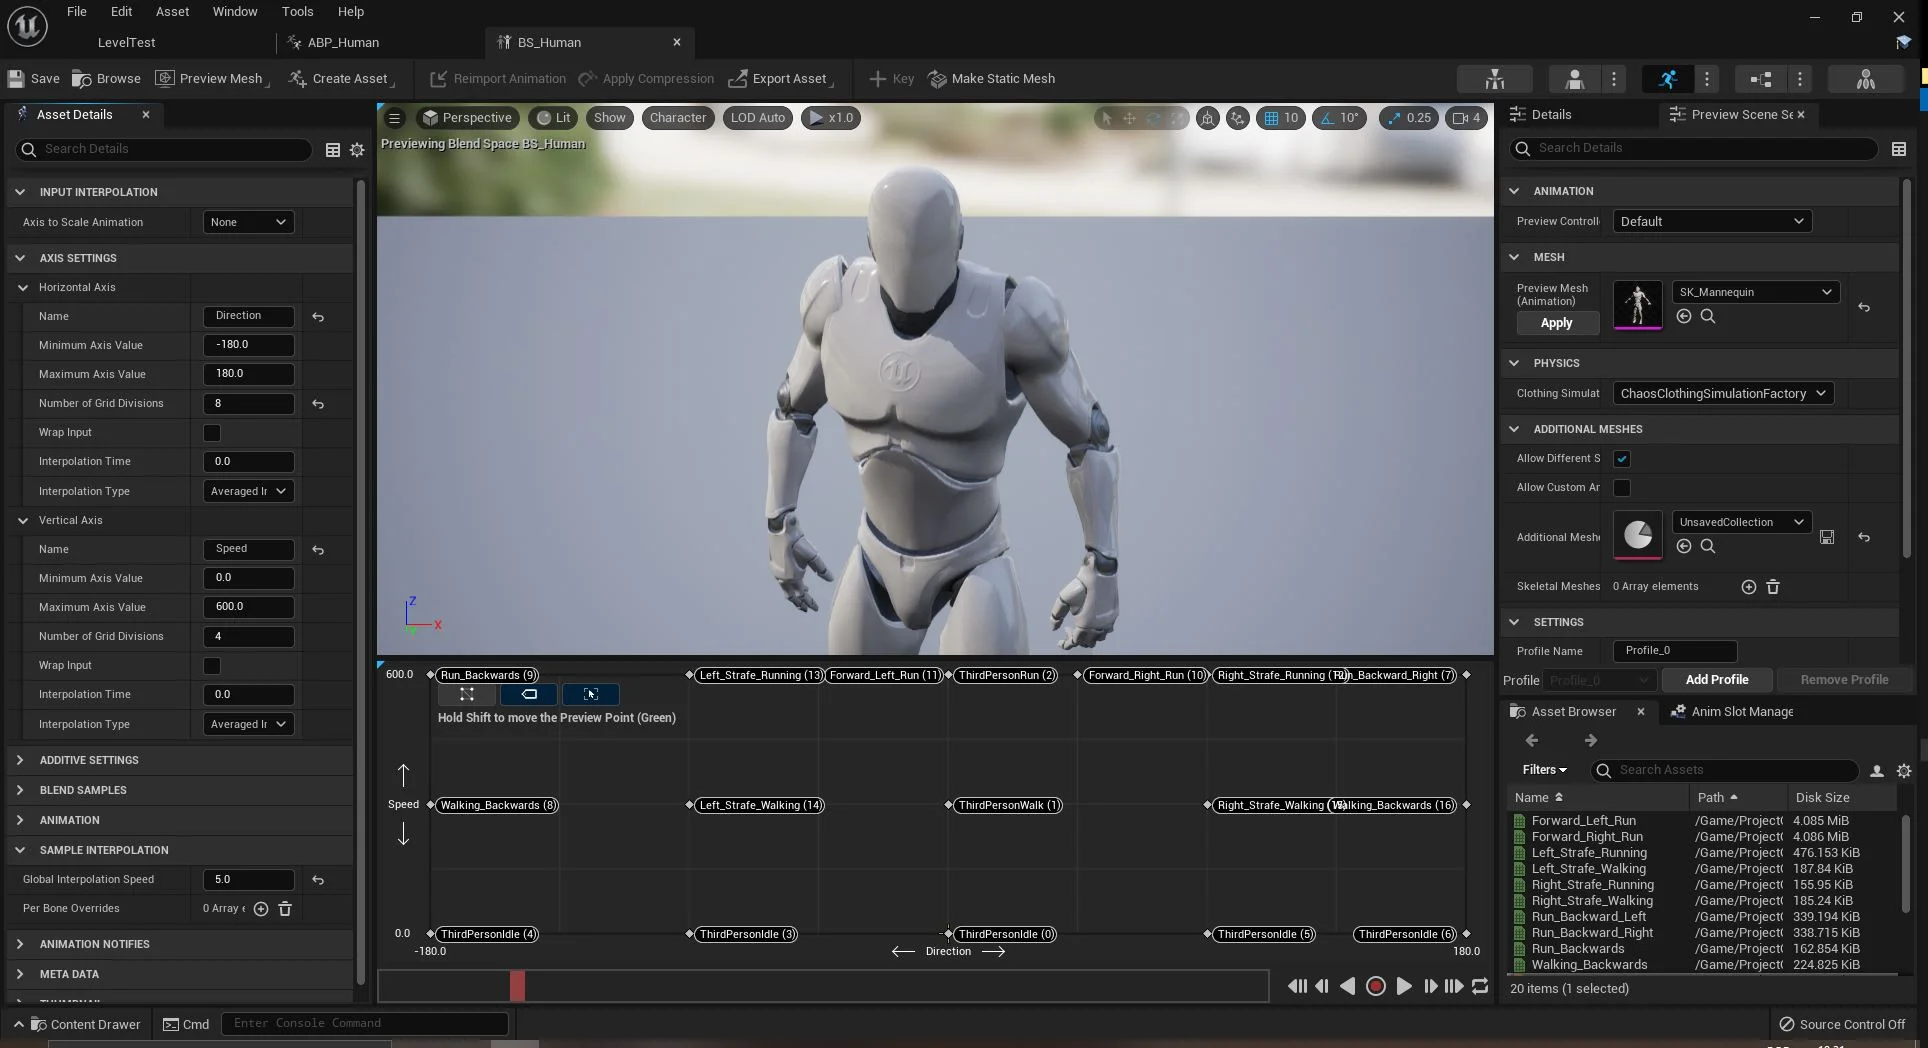 File Edit Asset Window Tools Help
LevelTest ABP_Human BS_Human
Save Browse Preview Mesh Create Asset Reimport Animation Apply Compression Export Asset Key Make Static Mesh
Asset Details
Search Details
INPUT INTERPOLATION
Axis to Scale Animation None
AXIS SETTINGS
Horizontal Axis
Name Direction
Minimum Axis Value -180.0
Maximum Axis Value 180.0
Number of Grid Divisions 8
Wrap Input
Interpolation Time 0.0
Interpolation Type Averaged Ir
Vertical Axis
Name Speed
Minimum Axis Value 0.0
Maximum Axis Value 600.0
Number of Grid Divisions 4
Wrap Input
Interpolation Time 0.0
Interpolation Type Averaged Ir
ADDITIVE SETTINGS
BLEND SAMPLES
ANIMATION
SAMPLE INTERPOLATION
Global Interpolation Speed 5.0
Per Bone Overrides 0 Array e
ANIMATION NOTIFIES
META DATA
Perspective Lit Show Character LOD Auto x1.0 10 10° 0.25 4
Previewing Blend Space BS_Human
Z
X
600.0 Run_Backwards (9) Left_Strafe_Running (13) Forward_Left_Run (11) ThirdPersonRun (2) Forward_Right_Run (10) Right_Strafe_Running Run_Backward_Right (7)
Hold Shift to move the Preview Point (Green)
Speed Walking_Backwards (8) Left_Strafe_Walking (14) ThirdPersonWalk (1) Right_Strafe_Walking Walking_Backwards (16)
0.0 ThirdPersonIdle (4) ThirdPersonIdle (3) ThirdPersonIdle (0) ThirdPersonIdle (5) ThirdPersonIdle (6)
-180.0 Direction 180.0
Details Preview Scene Se
Search Details
ANIMATION
Preview Controll Default
MESH
Preview Mesh
(Animation)
SK_Mannequin
Apply
PHYSICS
Clothing Simulat ChaosClothingSimulationFactory
ADDITIONAL MESHES
Allow Different S
Allow Custom Ar
Additional Meshe UnsavedCollection
Skeletal Meshes 0 Array elements
SETTINGS
Profile Name Profile_0
Profile Profile_0 Add Profile Remove Profile
Asset Browser Anim Slot Manage
Filters Search Assets
Name Path Disk Size
Forward_Left_Run /Game/Project( 4.085 MiB
Forward_Right_Run /Game/Project( 4.086 MiB
Left_Strafe_Running /Game/Project( 476.153 KiB
Left_Strafe_Walking /Game/Project( 187.84 KiB
Right_Strafe_Running /Game/Project( 155.95 KiB
Right_Strafe_Walking /Game/Project( 185.24 KiB
Run_Backward_Left /Game/Project( 339.194 KiB
Run_Backward_Right /Game/Project( 338.715 KiB
Run_Backwards /Game/Project( 162.854 KiB
Walking_Backwards /Game/Project( 224.825 KiB
20 items (1 selected)
Content Drawer Cmd Enter Console Command Source Control Off